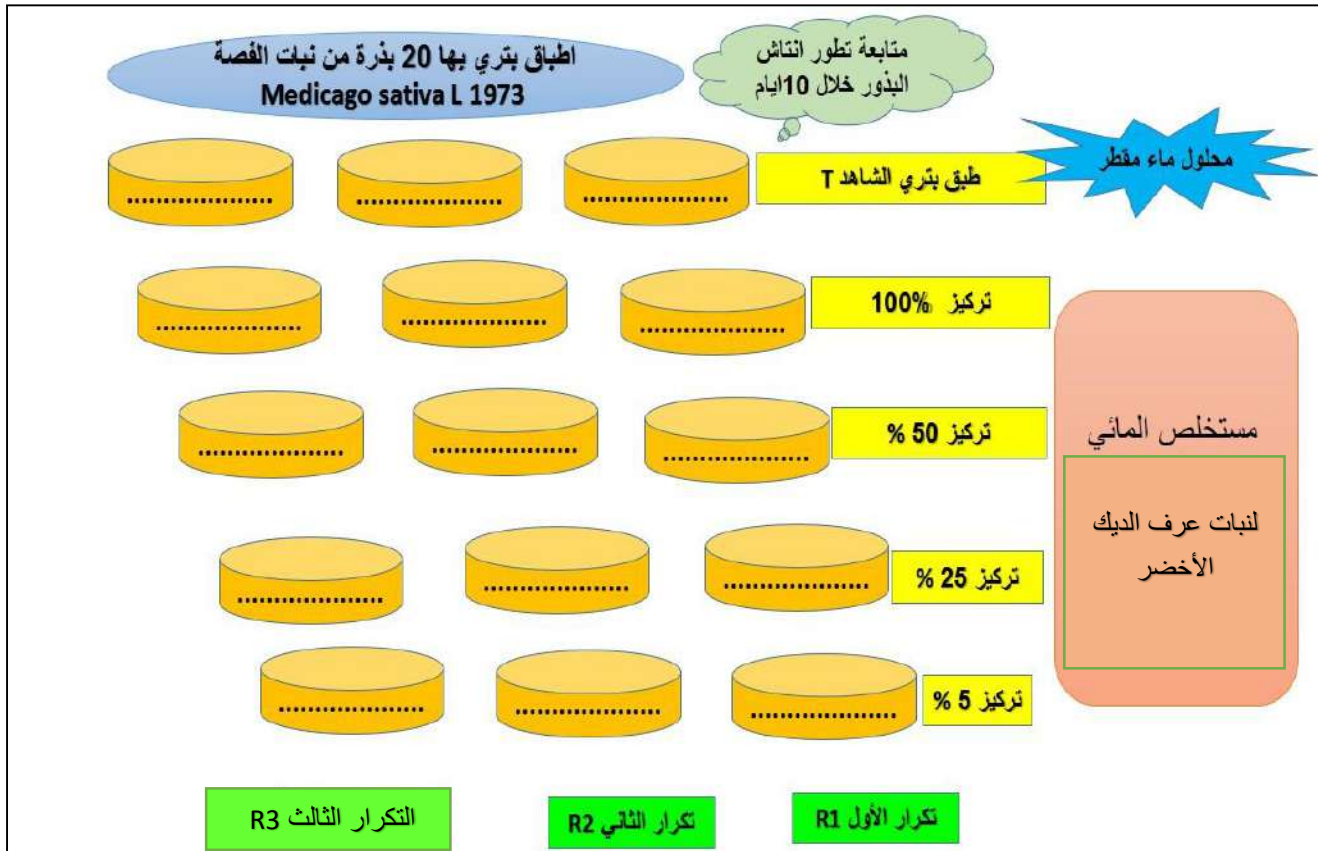 اطباق بتري بها 20 بذرة من نبات الفصة
Medicago sativa L 1973
متابعة تطور انتاش
البذور خلال 10ايام
محلول ماء مقطر
طبق بتري الشاهد T
تركيز 100%
تركيز 50 %
تركيز 25 %
تركيز 5 %
مستخلص المائي
لنبات عرف الديك
الأخضر
تكرار الأول R1
تكرار الثاني R2
التكرار الثالث R3